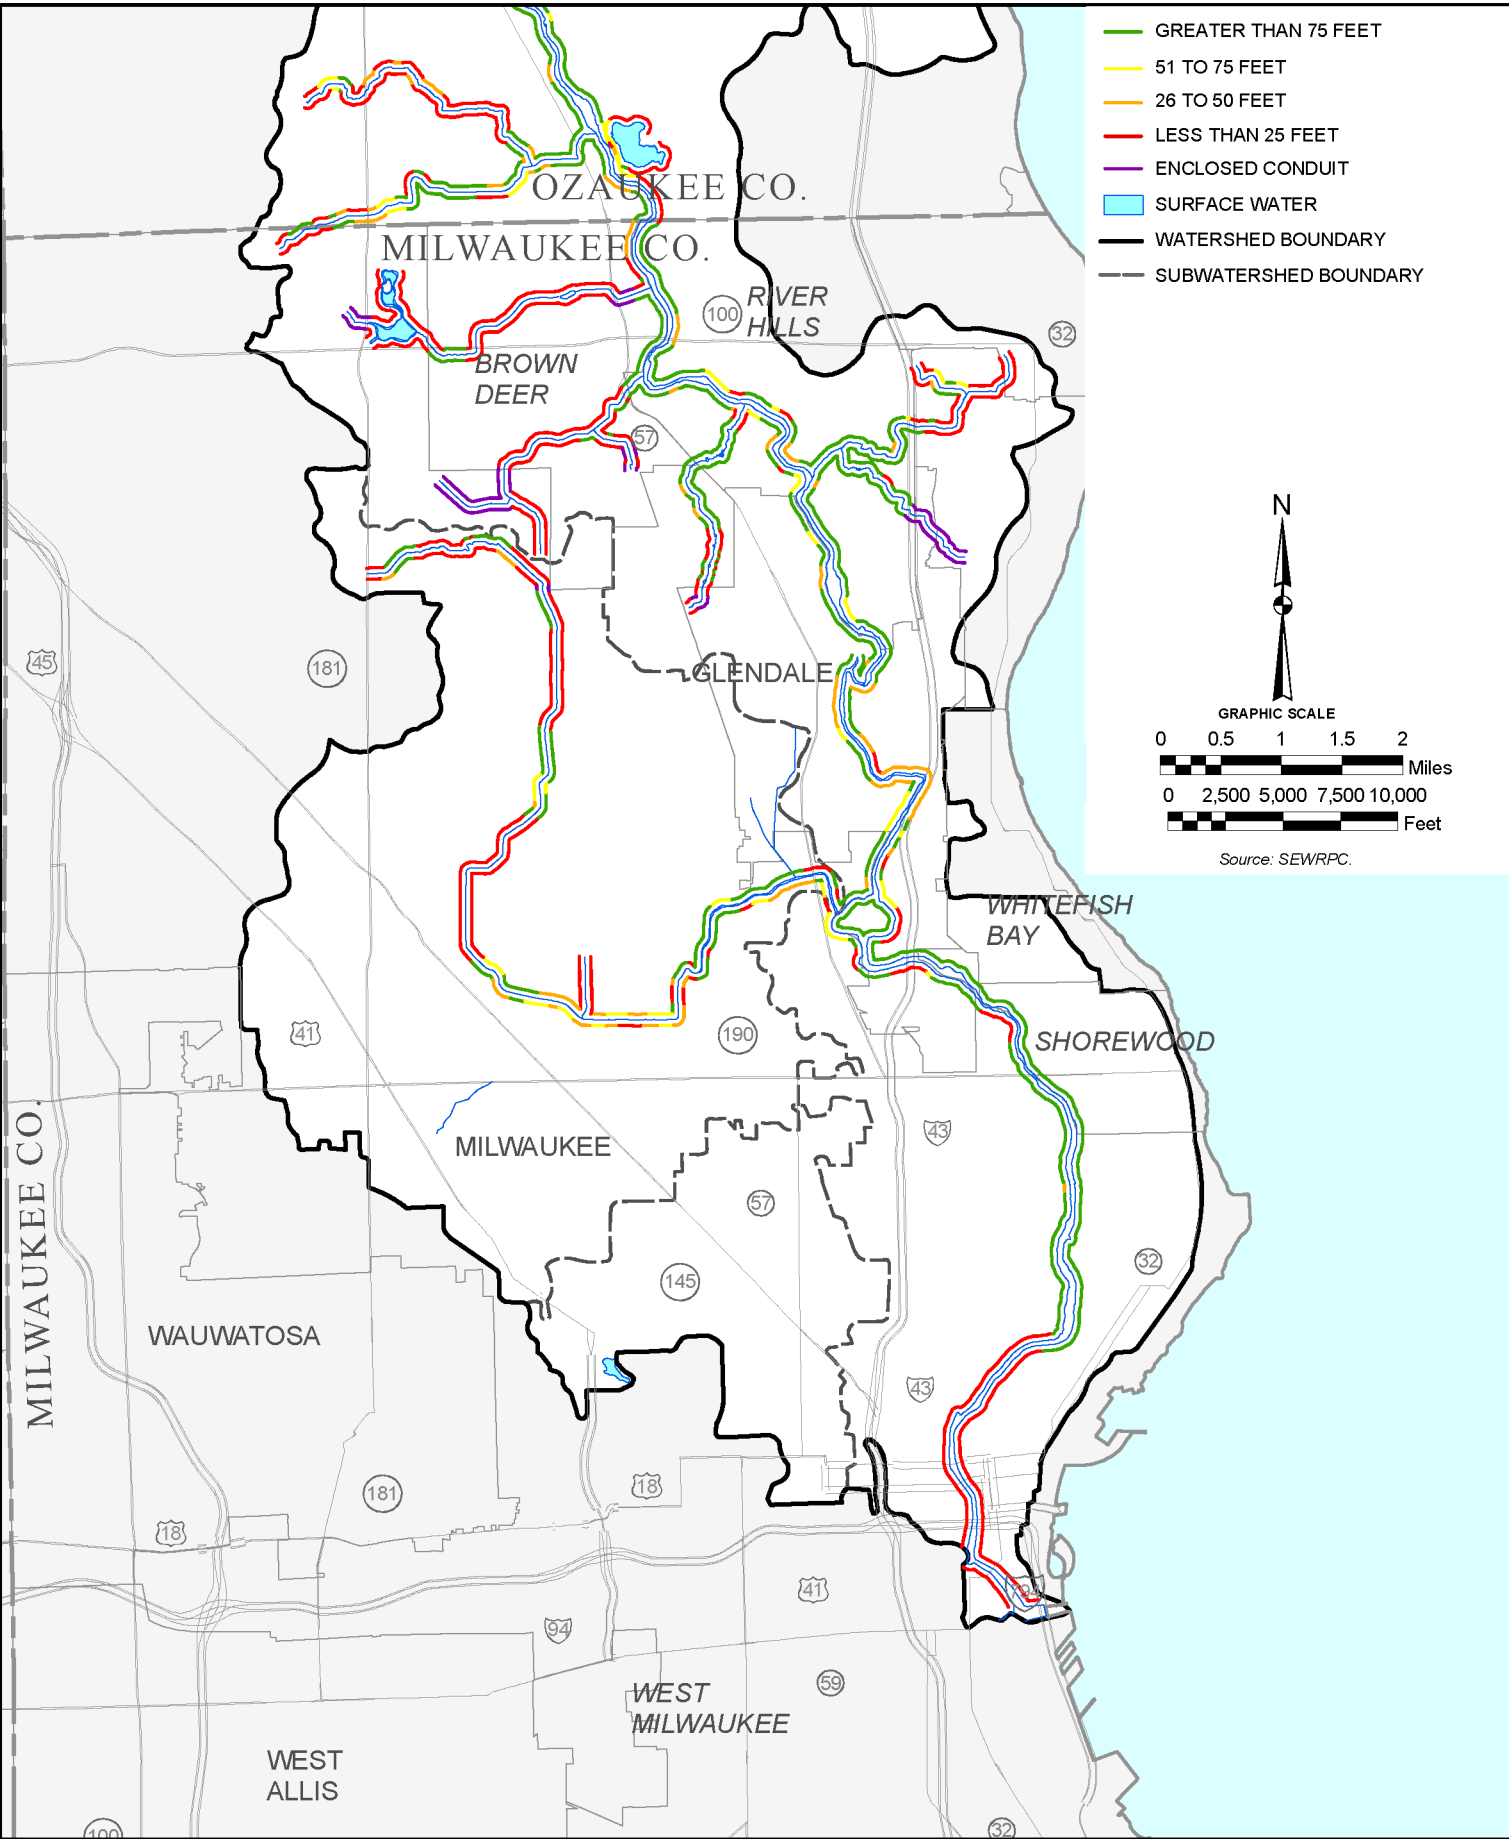 GREATER THAN 75 FEET
51 TO 75 FEET
26 TO 50 FEET
LESS THAN 25 FEET
ENCLOSED CONDUIT
SURFACE WATER
WATERSHED BOUNDARY
SUBWATERSHED BOUNDARY
OZAUKEE CO.
MILWAUKEE CO.
RIVER
HILLS
100
32
BROWN
DEER
57
N
45
181
GLENDALE
GRAPHIC SCALE
0 0.5 1 1.5 2
Miles
0 2,500 5,000 7,500 10,000
Feet
Source: SEWRPC.
WHITEFISH
BAY
41
190
SHOREWOOD
MILWAUKEE CO.
MILWAUKEE
43
57
32
145
WAUWATOSA
43
181
18
18
794
41
94
59
WEST
MILWAUKEE
WEST
ALLIS
100
32